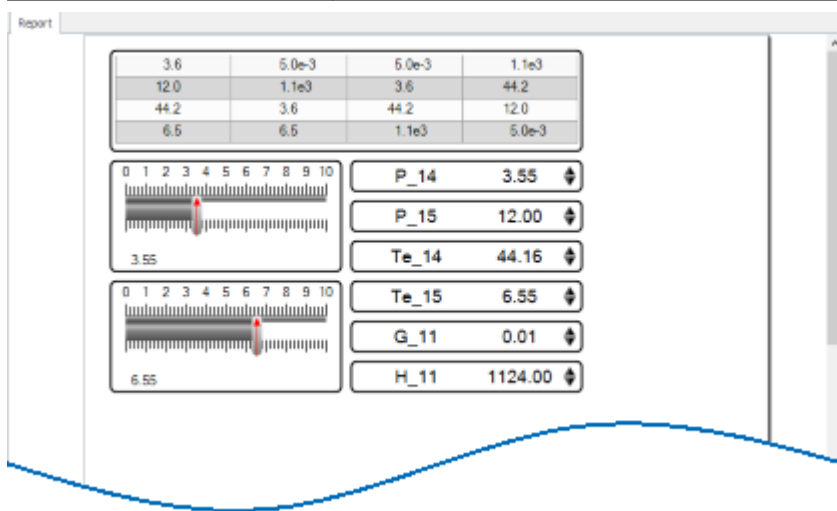 Report
3.6 5.0e-3 5.0e-3 1.1e3
12.0 1.1e3 3.6 44.2
44.2 3.6 44.2 12.0
6.5 6.5 1.1e3 5.0e-3
0 1 2 3 4 5 6 7 8 9 10
3.55
P_14 3.55
P_15 12.00
Te_14 44.16
0 1 2 3 4 5 6 7 8 9 10
6.55
Te_15 6.55
G_11 0.01
H_11 1124.00